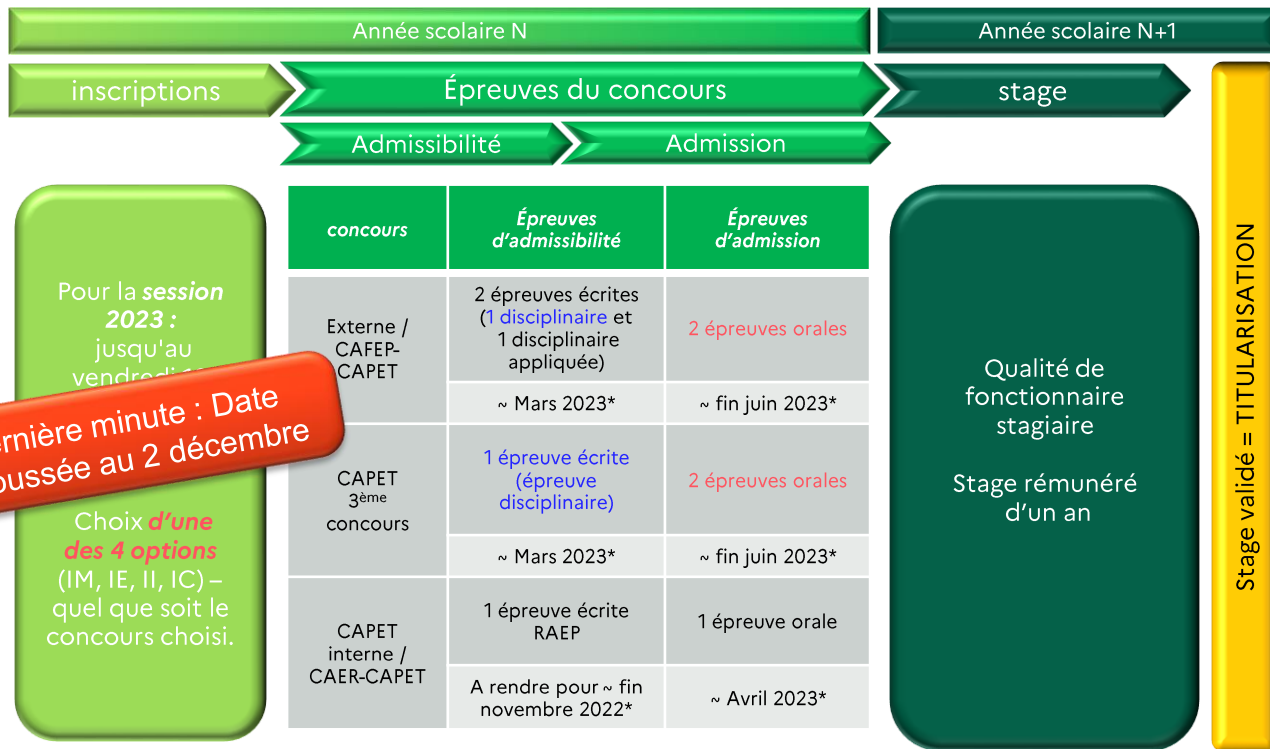 Année scolaire N
Année scolaire N+1
inscriptions
Épreuves du concours
stage
Admissibilité
Admission
Pour la session
2023 :
jusqu'au
vendredi
ernière minute : Date
oussée au 2 décembre
Choix d’une
des 4 options
(IM, IE, II, IC) –
quel que soit le
concours choisi.
concours
Épreuves
d’admissibilité
Épreuves
d’admission
Externe /
CAFEP-
CAPET
2 épreuves écrites
(1 disciplinaire et
1 disciplinaire
appliquée)
2 épreuves orales
~ Mars 2023*
~ fin juin 2023*
CAPET
3ème
concours
1 épreuve écrite
(épreuve
disciplinaire)
2 épreuves orales
~ Mars 2023*
~ fin juin 2023*
CAPET
interne /
CAER-CAPET
1 épreuve écrite
RAEP
1 épreuve orale
A rendre pour ~ fin
novembre 2022*
~ Avril 2023*
Qualité de
fonctionnaire
stagiaire
Stage rémunéré
d’un an
Stage validé = TITULARISATION